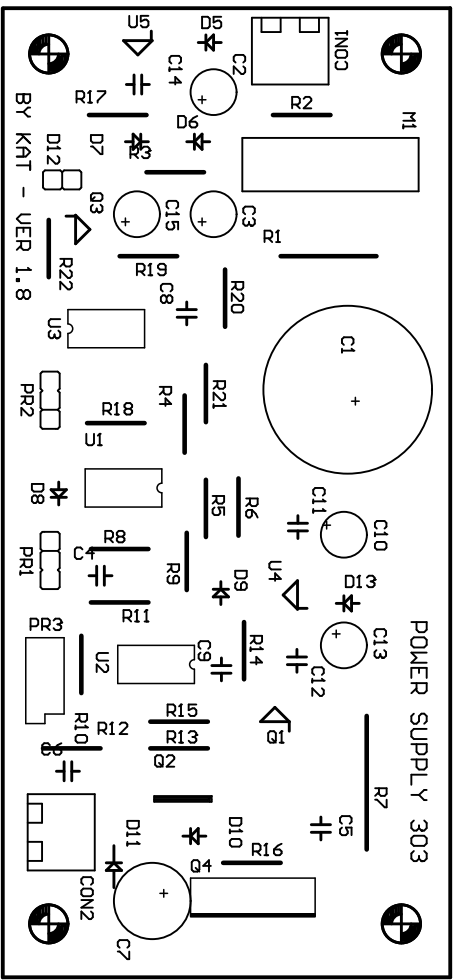 U5
D5
C14
C2
CON1
R17
R2
M1
D6
D7
R3
D12
BY KAT - VER 1.8
Q3
C15
C3
R1
R19
R22
C8
R20
U3
C1
PR2
R4
R21
R18
U1
D8
R5
R6
C11
C10
PR1
C4
R8
R9
D9
U4
D13
R11
PR3
U2
C9
R14
C12
C13
POWER SUPPLY 303
R15
R10
R12
R13
Q1
C6
Q2
R7
D11
D10
C5
R16
Q4
CON2
C7